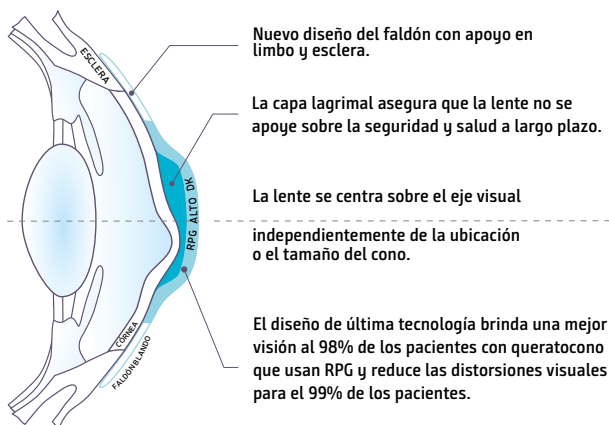 Nuevo diseño del faldón con apoyo en
limbo y esclera.
ESCLERA
La capa lagrimal asegura que la lente no se
apoye sobre la seguridad y salud a largo plazo.
RPG ALTO DK
La lente se centra sobre el eje visual
independientemente de la ubicación
o el tamaño del cono.
CÓRNEA
FALDÓN BLANDO
El diseño de última tecnología brinda una mejor
visión al 98% de los pacientes con queratocono
que usan RPG y reduce las distorsiones visuales
para el 99% de los pacientes.